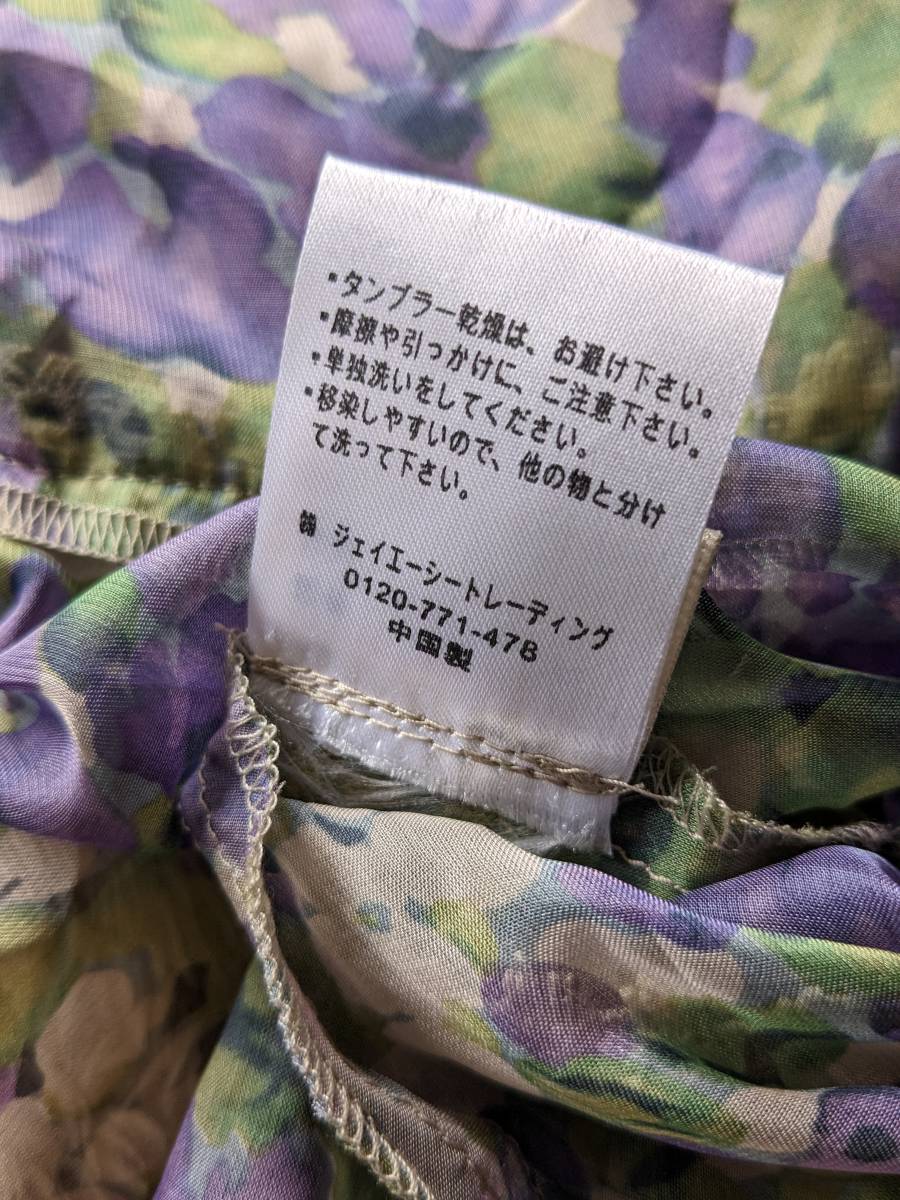 ・タンブラー乾燥は、お避け下さい。
・摩擦や引っかけに、ご注意下さい。
・単独洗いをしてください。
・移染しやすいので、他の物と分け
て洗って下さい。
㈱ ジェイエーシートレーディング
0120-771-478
中国製